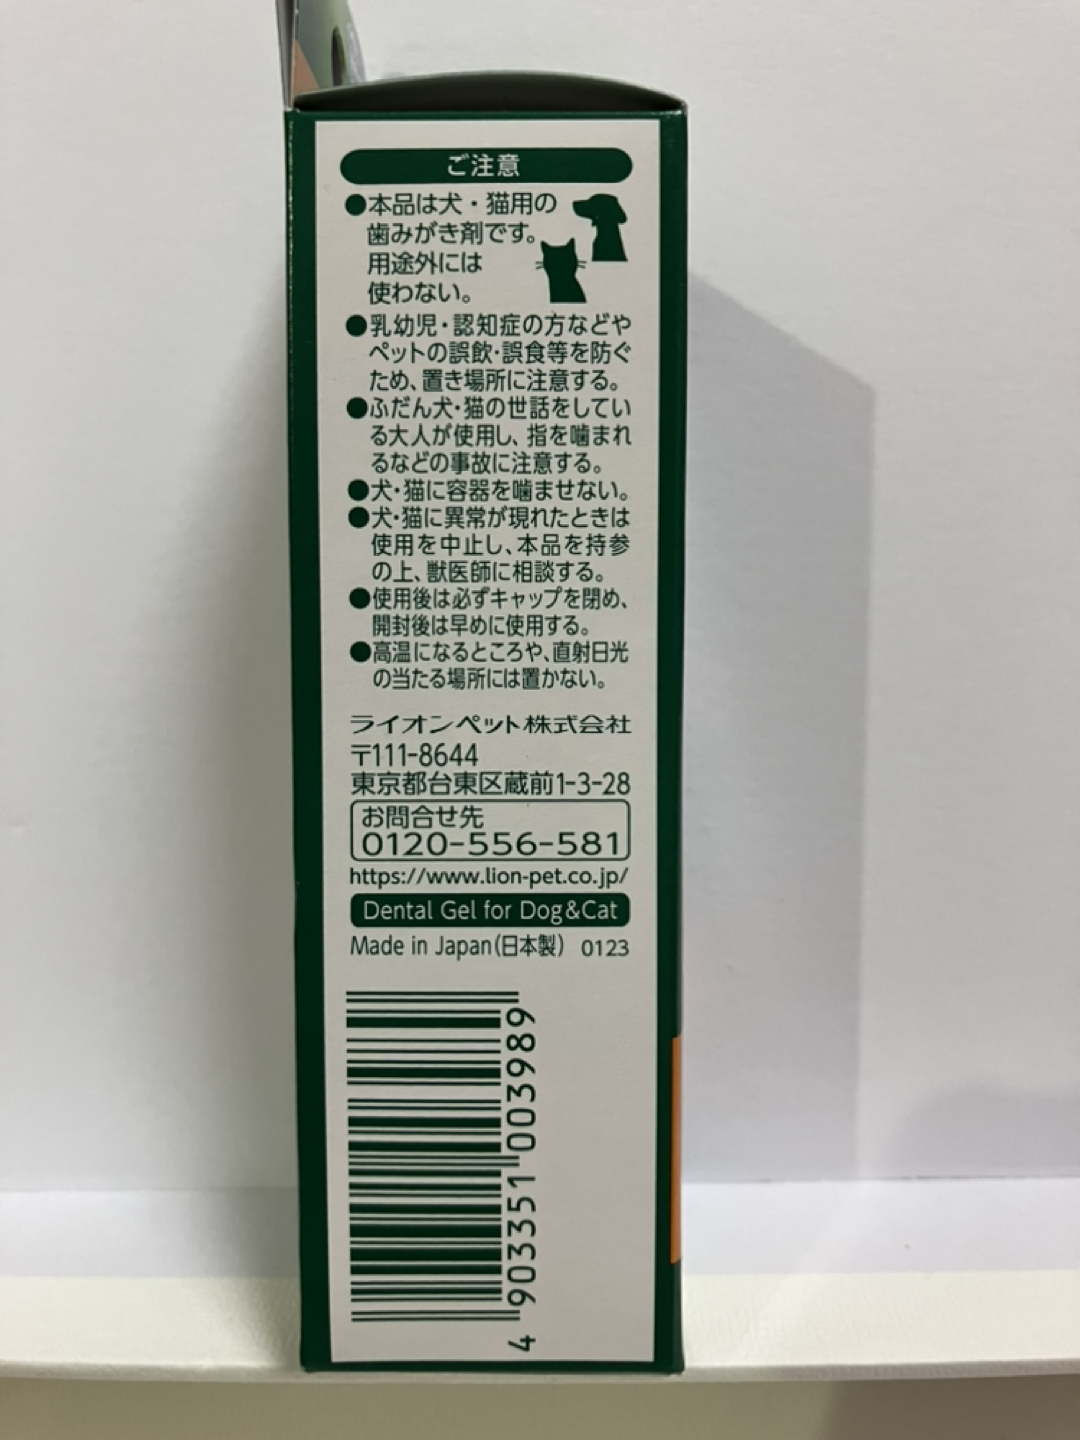 ご注意
●本品は犬・猫用の
歯みがき剤です。
用途外には
使わない。
●乳幼児・認知症の方などや
ペットの誤飲・誤食等を防ぐ
ため、置き場所に注意する。
●ふだん犬・猫の世話をしてい
る大人が使用し、指を噛まれ
るなどの事故に注意する。
●犬・猫に容器を噛ませない。
●犬・猫に異常が現れたときは
使用を中止し、本品を持参
の上、獣医師に相談する。
●使用後は必ずキャップを閉め、
開封後は早めに使用する。
●高温になるところや、直射日光
の当たる場所には置かない。
ライオンペット株式会社
〒111-8644
東京都台東区蔵前1-3-28
お問合せ先
0120-556-581
https://www.lion-pet.co.jp/
Dental Gel for Dog&Cat
Made in Japan(日本製) 0123
4 903351 003989